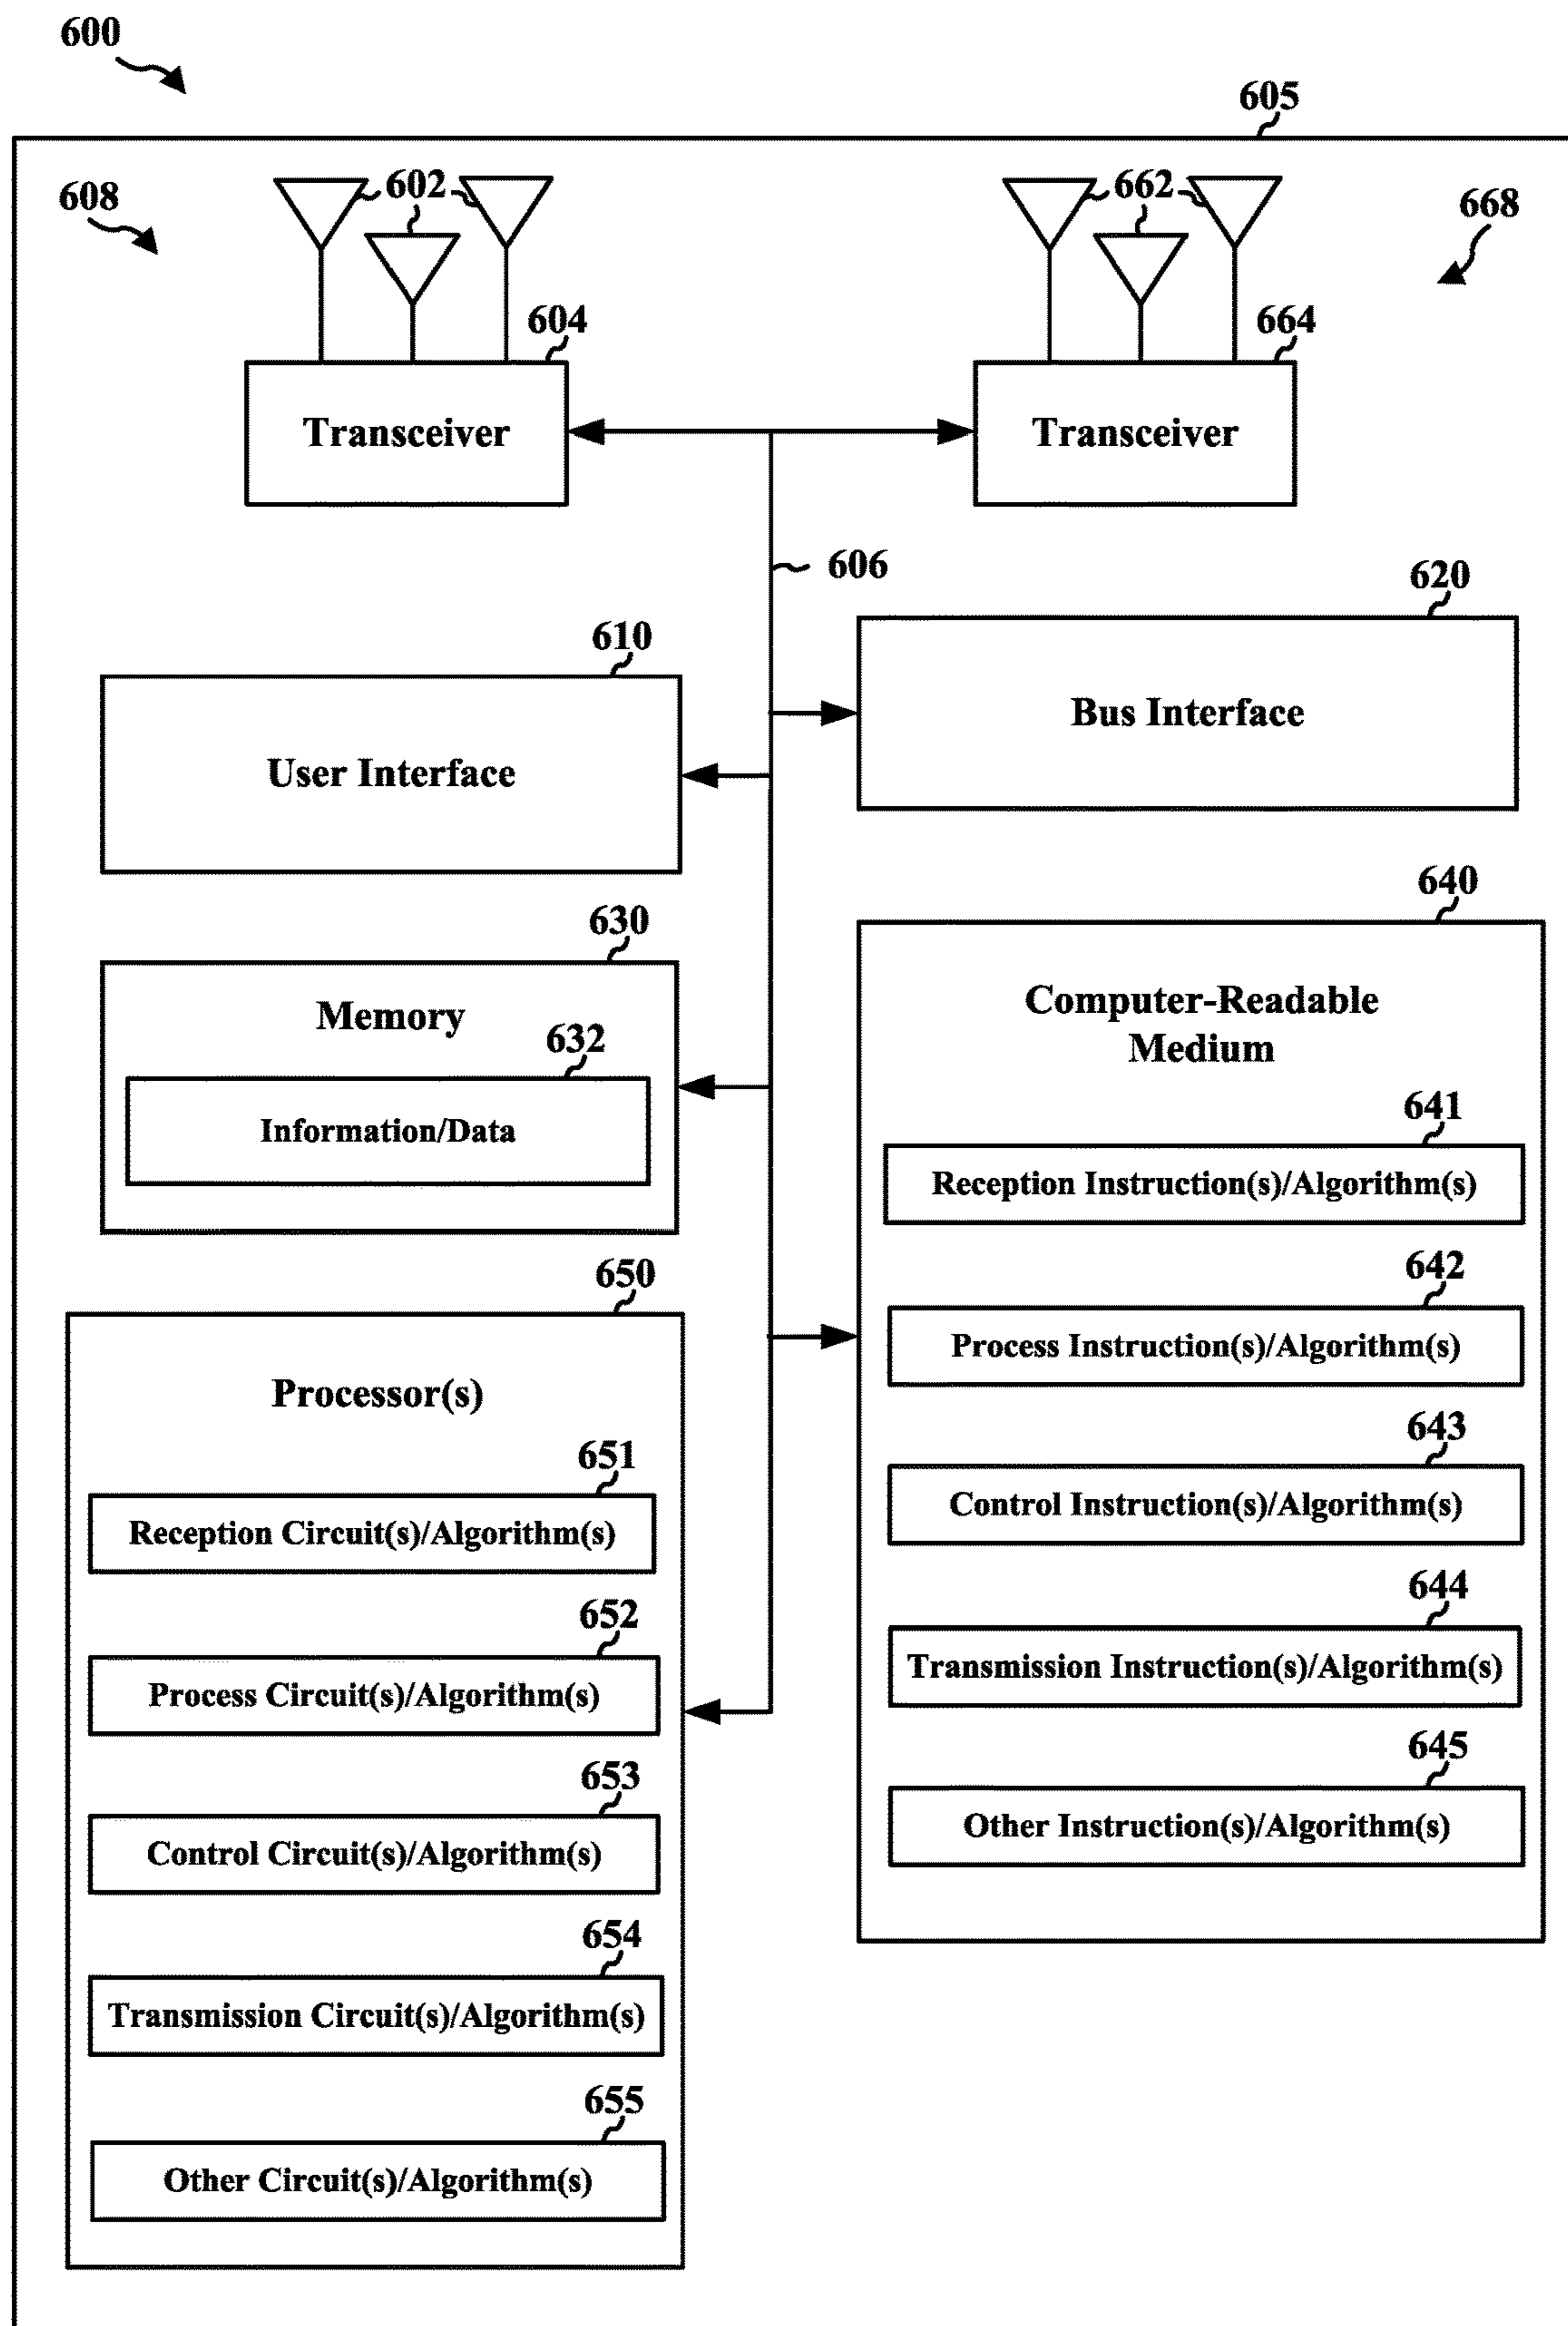 600
605
608
602
662
668
604
664
Transceiver
Transceiver
606
620
610
Bus Interface
User Interface
640
630
Computer-Readable
Medium
Memory
632
Information/Data
641
Reception Instruction(s)/Algorithm(s)
642
650
Process Instruction(s)/Algorithm(s)
Processor(s)
643
651
Control Instruction(s)/Algorithm(s)
Reception Circuit(s)/Algorithm(s)
644
652
Transmission Instruction(s)/Algorithm(s)
Process Circuit(s)/Algorithm(s)
645
653
Other Instruction(s)/Algorithm(s)
Control Circuit(s)/Algorithm(s)
654
Transmission Circuit(s)/Algorithm(s)
655
Other Circuit(s)/Algorithm(s)